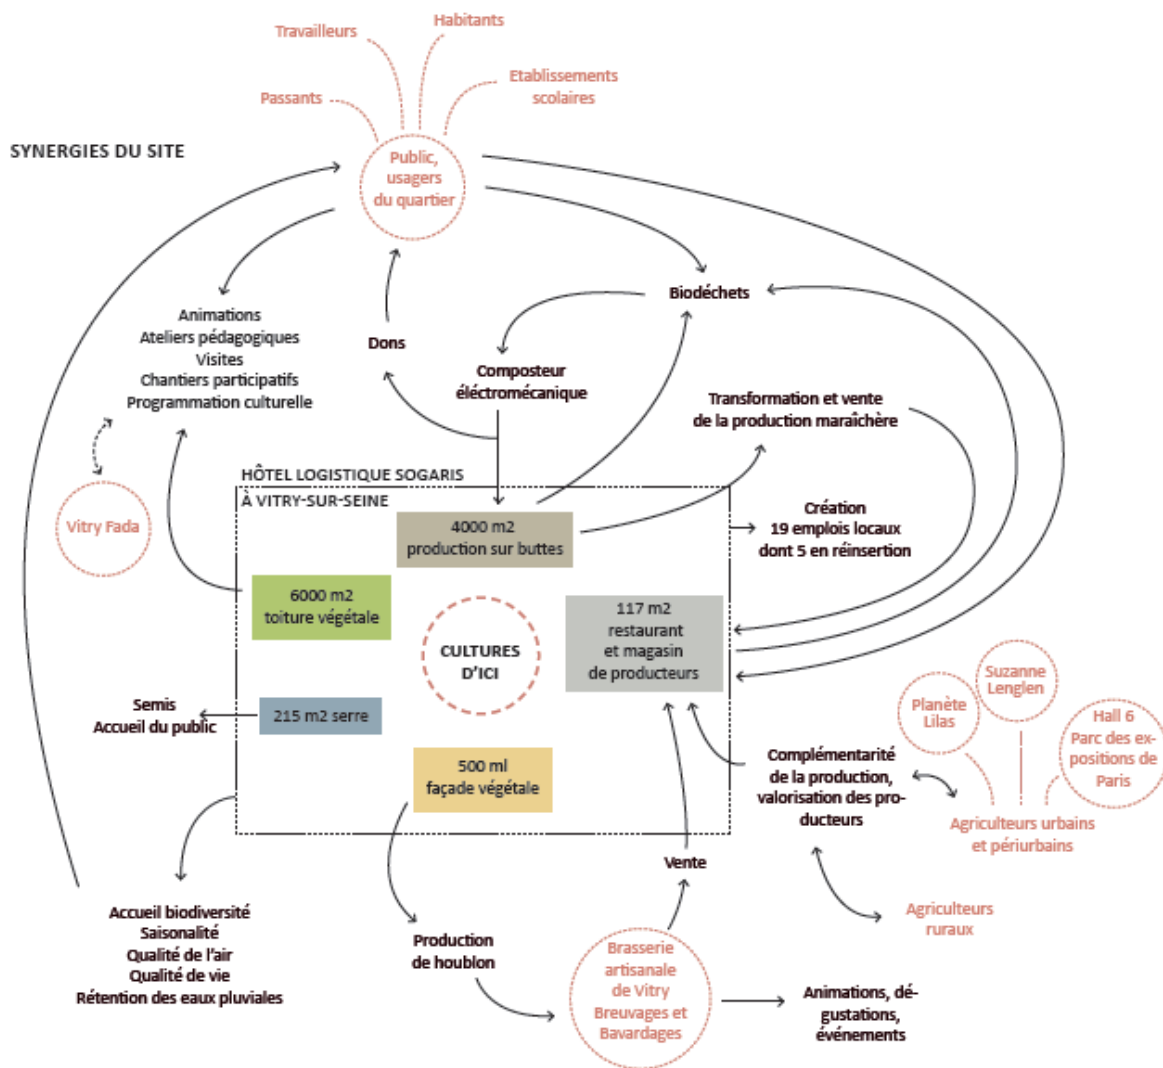 Habitants
Travailleurs
Etablissements
scolaires
Passants
SYNERGIES DU SITE
Public,
usagers
du quartier
Biodéchets
Animations
Ateliers pédagogiques
Visites
Chantiers participatifs
Programmation culturelle
Dons
Composteur
éléctromécanique
Transformation et vente
de la production maraîchère
HÔTEL LOGISTIQUE SOGARIS
À VITRY-SUR-SEINE
Vitry Fada
4000 m2
production sur buttes
Création
19 emplois locaux
dont 5 en réinsertion
6000 m2
toiture végétale
117 m2
restaurant
et magasin
de producteurs
CULTURES
D'ICI
Semis
Accueil du public
215 m2 serre
Suzanne
Lenglen
Planète
Lilas
Hall 6
Parc des ex-
positions de
Paris
500 ml
façade végétale
Complémentarité
de la production,
valorisation des pro-
ducteurs
Agriculteurs urbains
et périurbains
Vente
Accueil biodiversité
Saisonalité
Qualité de l'air
Qualité de vie
Rétention des eaux pluviales
Production
de houblon
Agriculteurs
ruraux
Brasserie
artisanale
de Vitry
Breuvages et
Bavardages
Animations, dé-
gustations,
événements